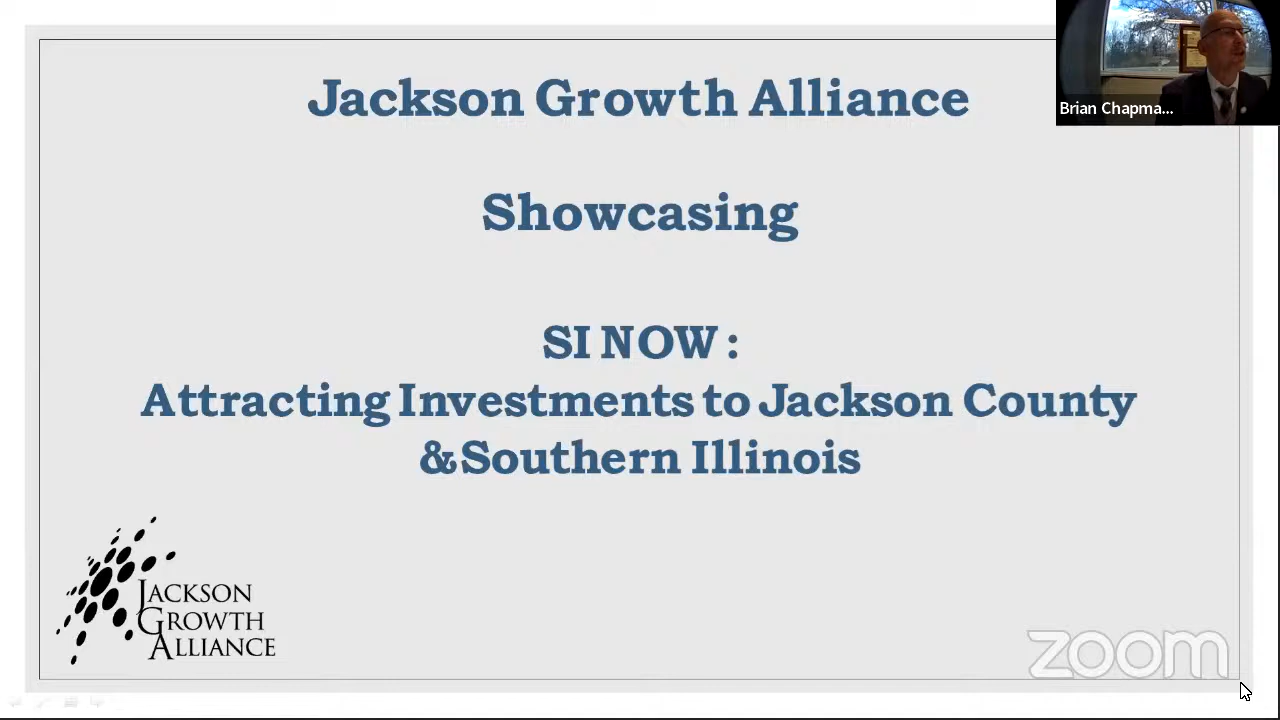 Jackson Growth Alliance
Brian Chapma...
Showcasing
SI NOW :
Attracting Investments to Jackson County
&Southern Illinois
JACKSON
GROWTH
ALLIANCE
zoom